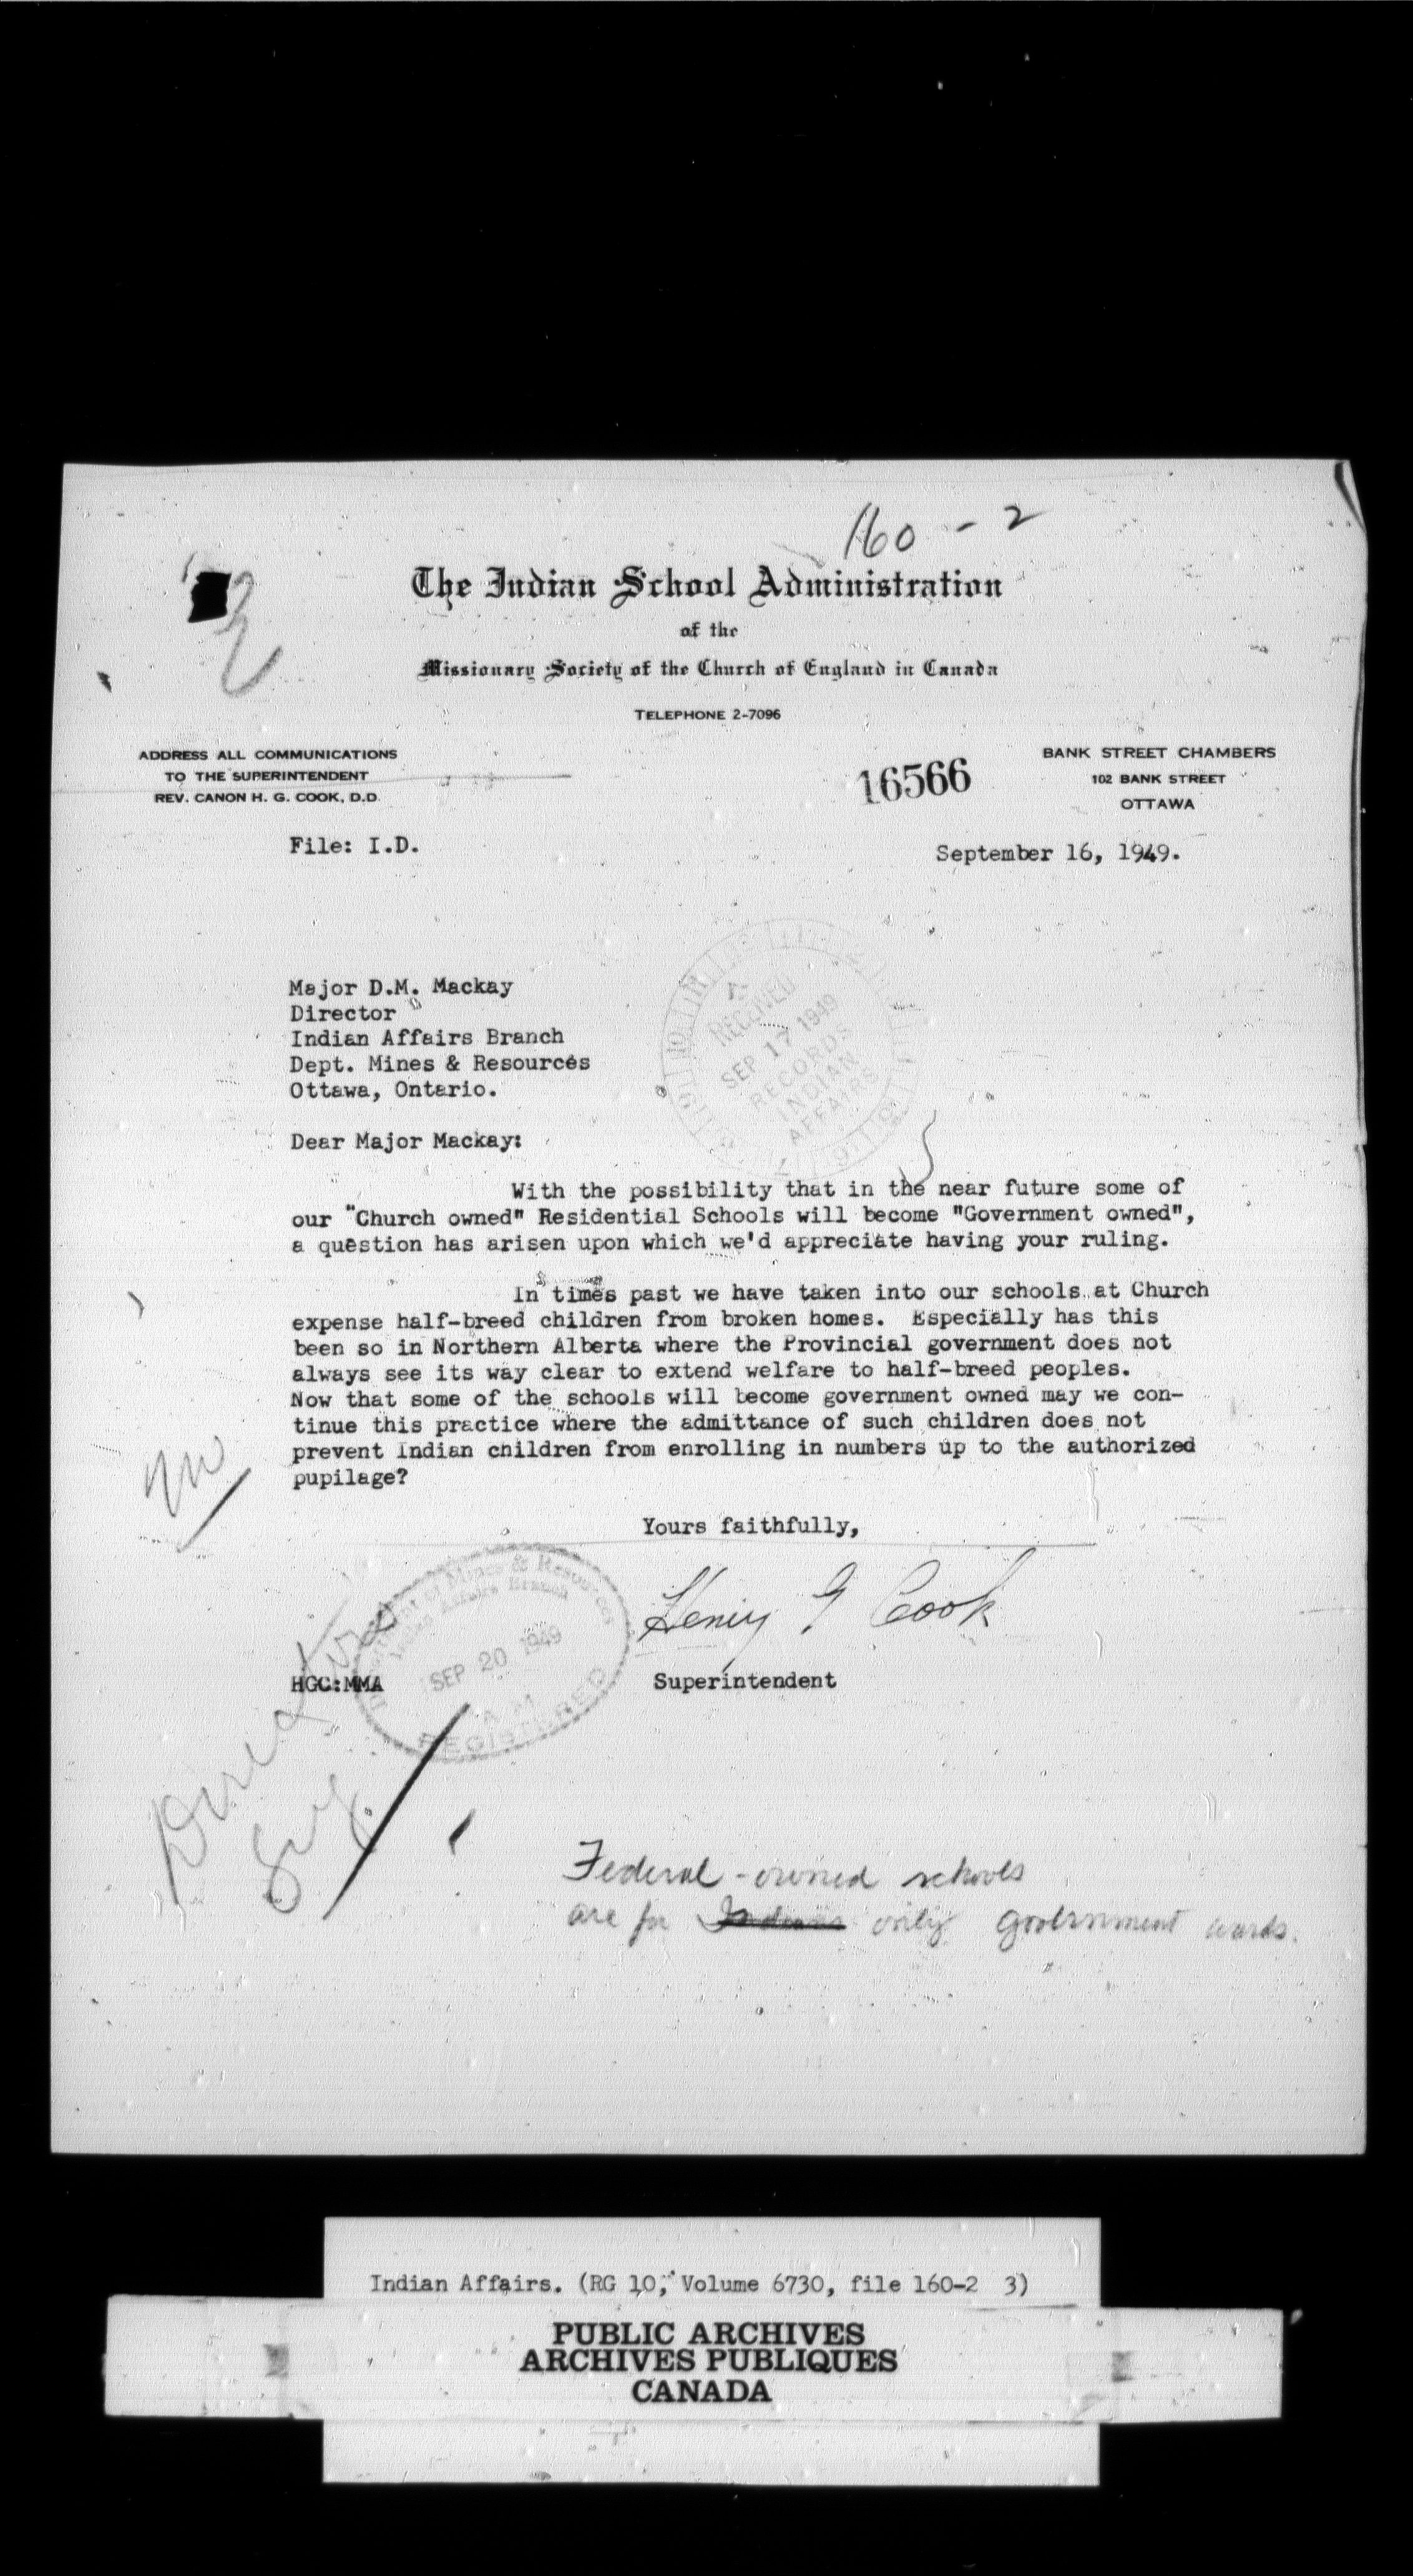 160 - 2
The Indian School Administration
of the
Missionary Society of the Church of England in Canada
TELEPHONE 2-7096
ADDRESS ALL COMMUNICATIONS
TO THE SUPERINTENDENT
REV. CANON H. G. COOK, D.D.
16566
BANK STREET CHAMBERS
102 BANK STREET
OTTAWA
File: I.D.
September 16, 1949.
RECEIVED
SEP 17 1949
RECORDS
INDIAN
AFFAIRS
Major D.M. Mackay
Director
Indian Affairs Branch
Dept. Mines & Resources
Ottawa, Ontario.
Dear Major Mackay:
With the possibility that in the near future some of
our "Church owned" Residential Schools will become "Government owned",
a question has arisen upon which we'd appreciate having your ruling.
In times past we have taken into our schools at Church
expense half-breed children from broken homes. Especially has this
been so in Northern Alberta where the Provincial government does not
always see its way clear to extend welfare to half-breed peoples.
Now that some of the schools will become government owned may we con-
tinue this practice where the admittance of such children does not
prevent Indian children from enrolling in numbers up to the authorized
pupilage?
Yours faithfully,
Henry G Cook
Superintendent
HGC:MMA
Department of Mines & Resources
Indian Affairs Branch
SEP 20 1949
A.M.
REGISTERED
Federal-owned schools
are for Indians only government wards.
Indian Affairs. (RG 10, Volume 6730, file 160-2 3)
PUBLIC ARCHIVES
ARCHIVES PUBLIQUES
CANADA